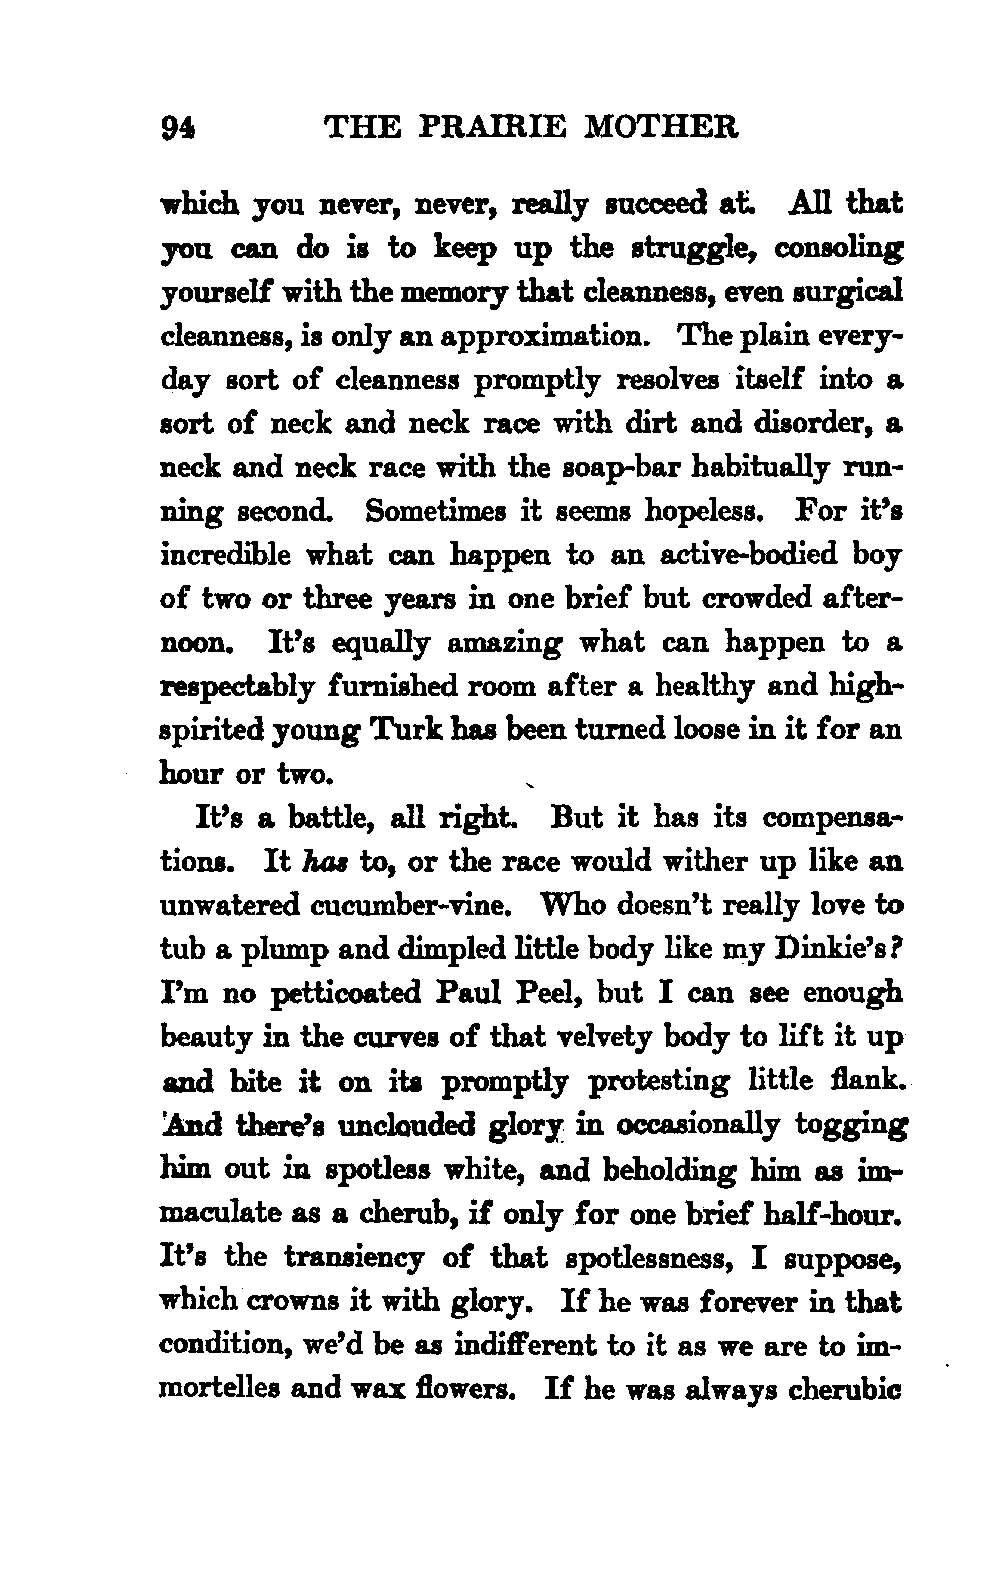 94 THE PRAIRIE MOTHER
which you never, never, really succeed at. All that
you can do is to keep up the struggle, consoling
yourself with the memory that cleanness, even surgical
cleanness, is only an approximation. The plain every-
day sort of cleanness promptly resolves itself into a
sort of neck and neck race with dirt and disorder, a
neck and neck race with the soap-bar habitually run-
ning second. Sometimes it seems hopeless. For it's
incredible what can happen to an active-bodied boy
of two or three years in one brief but crowded after-
noon. It's equally amazing what can happen to a
respectably furnished room after a healthy and high-
spirited young Turk has been turned loose in it for an
hour or two.
It's a battle, all right. But it has its compensa-
tions. It has to, or the race would wither up like an
unwatered cucumber-vine. Who doesn't really love to
tub a plump and dimpled little body like my Dinkie's?
I'm no petticoated Paul Peel, but I can see enough
beauty in the curves of that velvety body to lift it up
and bite it on its promptly protesting little flank.
And there's unclouded glory in occasionally togging
him out in spotless white, and beholding him as im-
maculate as a cherub, if only for one brief half-hour.
It's the transiency of that spotlessness, I suppose,
which crowns it with glory. If he was forever in that
condition, we'd be as indifferent to it as we are to im-
mortelles and wax flowers. If he was always cherubic